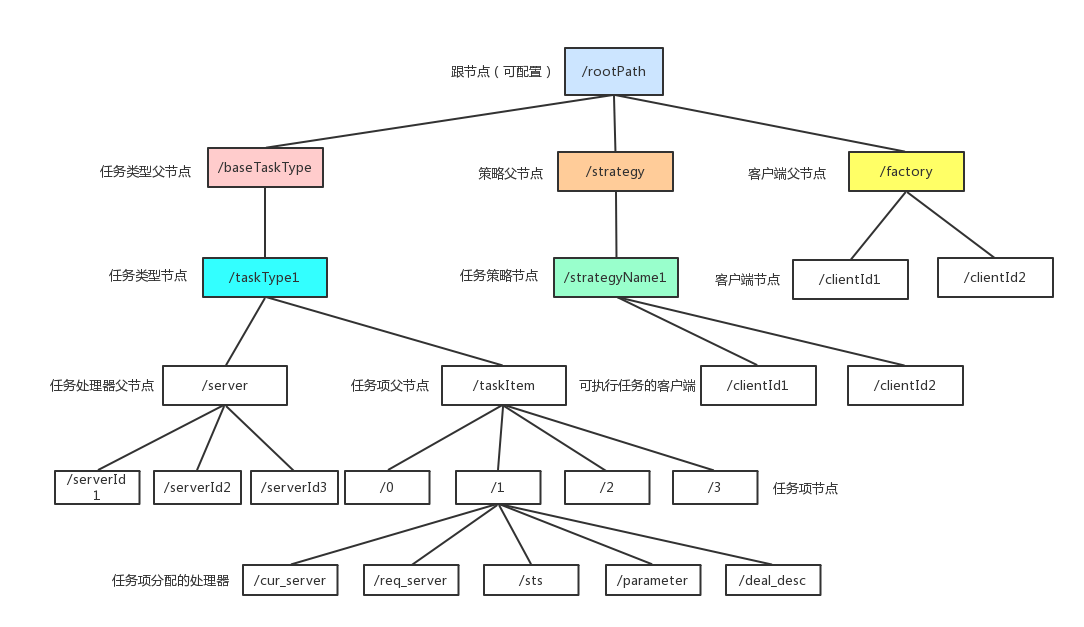 跟节点（可配置）
/rootPath
任务类型父节点
/baseTaskType
策略父节点
/strategy
客户端父节点
/factory
任务类型节点
/taskType1
任务策略节点
/strategyName1
客户端节点
/clientId1
/clientId2
任务处理器父节点
/server
任务项父节点
/taskItem
可执行任务的客户端
/clientId1
/clientId2
/serverId
1
/serverId2
/serverId3
/0
/1
/2
/3
任务项节点
任务项分配的处理器
/cur_server
/req_server
/sts
/parameter
/deal_desc